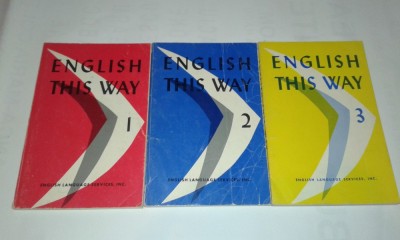 ENGLISH
THIS WAY
1
ENGLISH LANGUAGE SERVICES, INC.
ENGLISH
THIS WAY
2
ENGLISH LANGUAGE SERVICES, INC.
ENGLISH
THIS WAY
3
ENGLISH LANGUAGE SERVICES, INC.